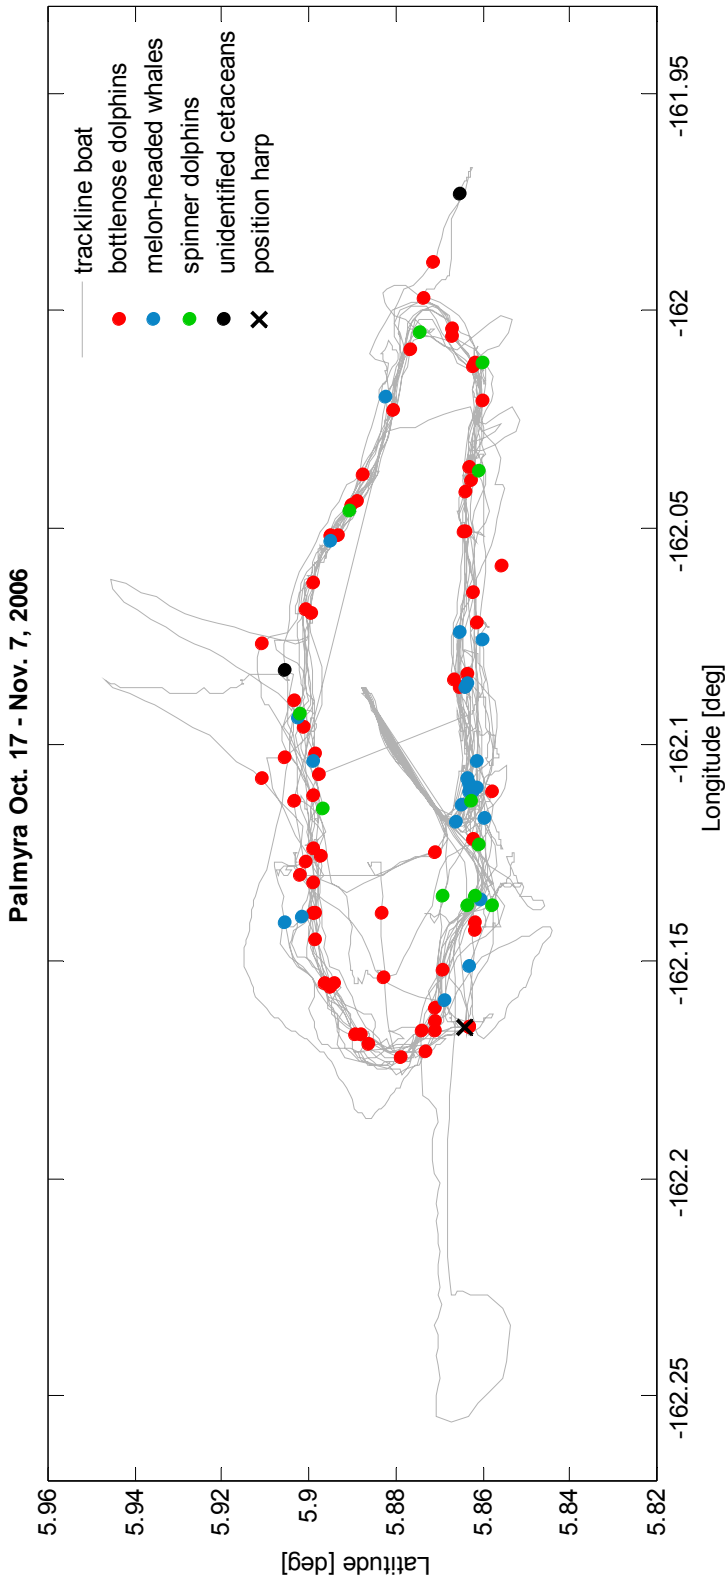 Palmyra Oct. 17 - Nov. 7, 2006
trackline boat
bottlenose dolphins
melon-headed whales
spinner dolphins
unidentified cetaceans
position harp
5.96
5.94
5.92
5.9
5.88
5.86
5.84
5.82
Latitude [deg]
-162.25
-162.2
-162.15
-162.1
-162.05
-162
-161.95
Longitude [deg]